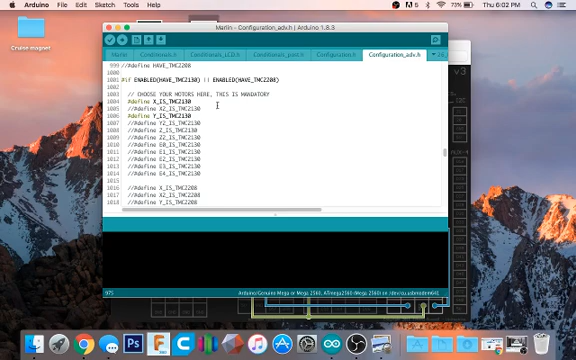 Arduino File Edit Sketch Tools Help
73% Thu 6:02 PM
Marlin - Configuration_adv.h | Arduino 1.8.3
Marlin Conditionals.h Conditionals_LCD.h Conditionals_post.h Configuration.h Configuration_adv.h
Cruise magnet
v3
999 //#define HAVE_TMC2208
1000
1001 #if ENABLED(HAVE_TMC2130) || ENABLED(HAVE_TMC2208)
1002
1003 // CHOOSE YOUR MOTORS HERE, THIS IS MANDATORY
1004 #define X_IS_TMC2130
1005 //#define X2_IS_TMC2130
1006 #define Y_IS_TMC2130
1007 //#define Y2_IS_TMC2130
1008 //#define Z_IS_TMC2130
1009 //#define Z2_IS_TMC2130
1010 //#define E0_IS_TMC2130
1011 //#define E1_IS_TMC2130
1012 //#define E2_IS_TMC2130
1013 //#define E3_IS_TMC2130
1014 //#define E4_IS_TMC2130
1015
1016 //#define X_IS_TMC2208
1017 //#define X2_IS_TMC2208
1018 //#define Y_IS_TMC2208
975 Arduino/Genuino Mega or Mega 2560, ATmega2560 (Mega 2560) on /dev/cu.usbmodem641